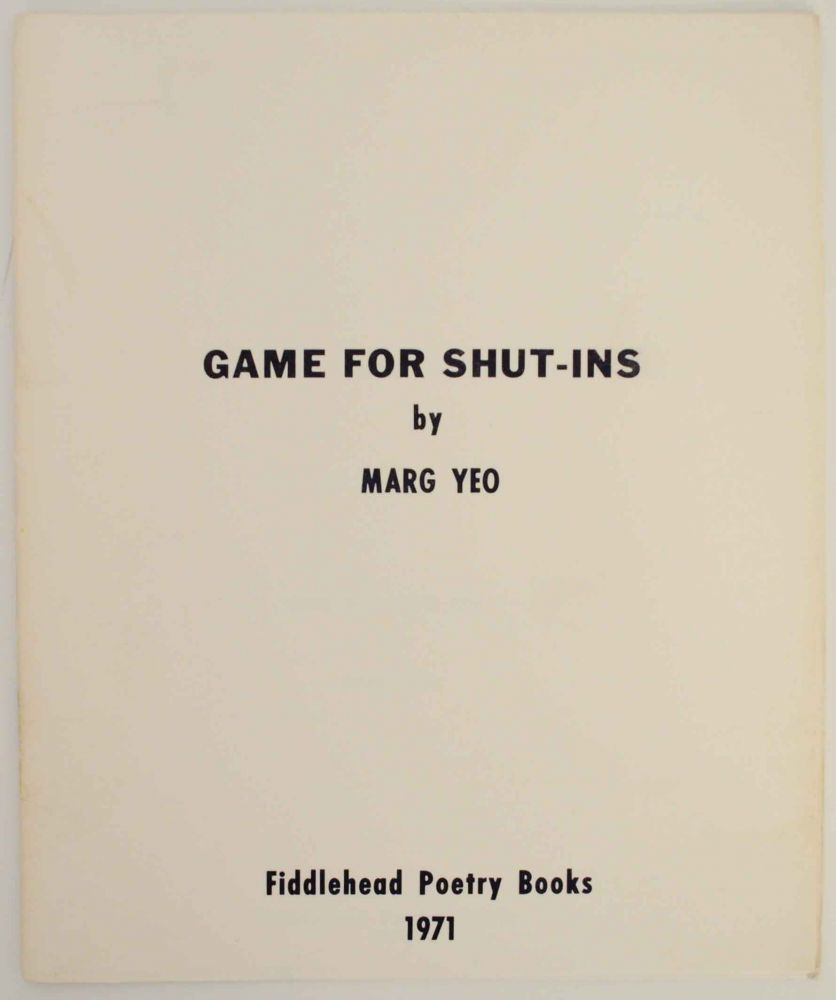 GAME FOR SHUT-INS
by
MARG YEO
Fiddlehead Poetry Books
1971